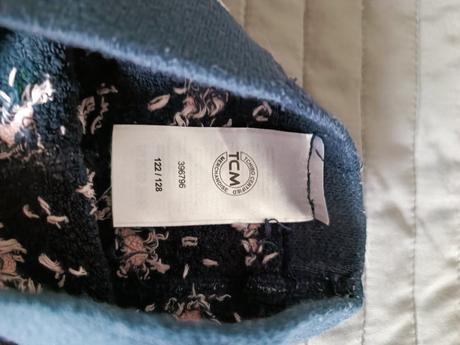 TCM
TCHIBO CERTIFIED
MERCHANDISE
396796
122 / 128